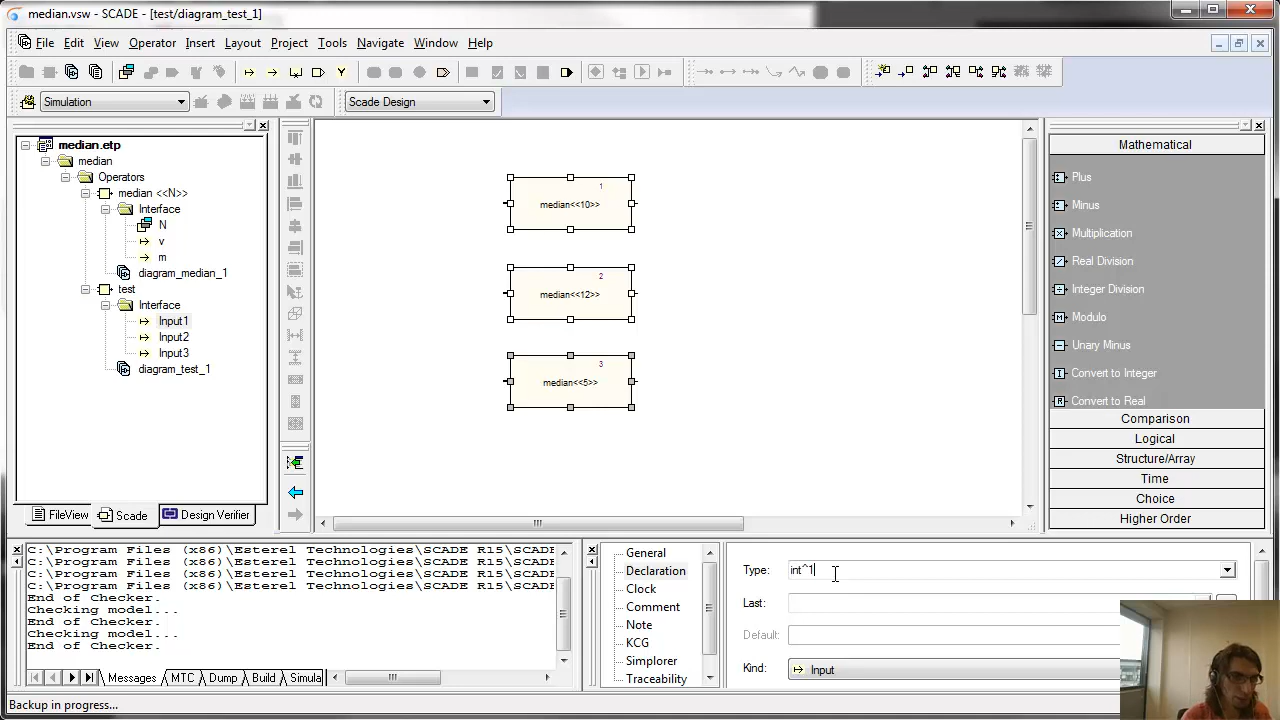 median.vsw - SCADE - [test/diagram_test_1]
File Edit View Operator Insert Layout Project Tools Navigate Window Help
Simulation Scade Design
median.etp
median
Operators
median <<N>>
Interface
N
v
m
diagram_median_1
test
Interface
Input1
Input2
Input3
diagram_test_1
FileView Scade Design Verifier
1
median<<10>>
2
median<<12>>
3
median<<5>>
Mathematical
Plus
Minus
Multiplication
Real Division
Integer Division
Modulo
Unary Minus
Convert to Integer
Convert to Real
Comparison
Logical
Structure/Array
Time
Choice
Higher Order
C:\Program Files (x86)\Esterel Technologies\SCADE R15\SCADE
C:\Program Files (x86)\Esterel Technologies\SCADE R15\SCADE
C:\Program Files (x86)\Esterel Technologies\SCADE R15\SCADE
C:\Program Files (x86)\Esterel Technologies\SCADE R15\SCADE
End of Checker.
Checking model...
End of Checker.
Checking model...
End of Checker.
Messages MTC Dump Build Simula
General
Declaration
Clock
Comment
Note
KCG
Simplorer
Traceability
Type: int^1
Last:
Default:
Kind: Input
Backup in progress...